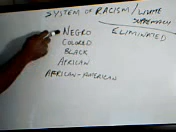 SYSTEM OF RACISM/WHITE
SUPREMACY
ELIMINATED
NEGRO
COLORED
BLACK
AFRICAN
AFRICAN-AMERICAN